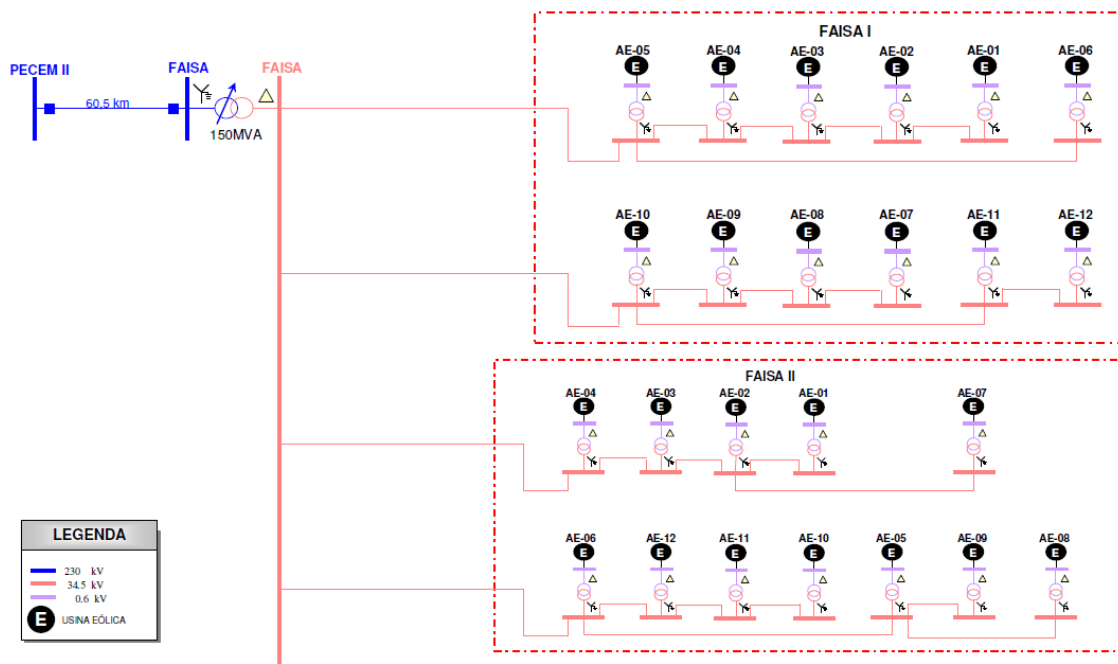 FAISA I
AE-05 AE-04 AE-03 AE-02 AE-01 AE-06
E E E E E E
PECEM II FAISA FAISA
60,5 km
150MVA
AE-10 AE-09 AE-08 AE-07 AE-11 AE-12
E E E E E E
FAISA II
AE-04 AE-03 AE-02 AE-01 AE-07
E E E E E
AE-06 AE-12 AE-11 AE-10 AE-05 AE-09 AE-08
E E E E E E E
LEGENDA
230 kV
34.5 kV
0.6 kV
E USINA EÓLICA